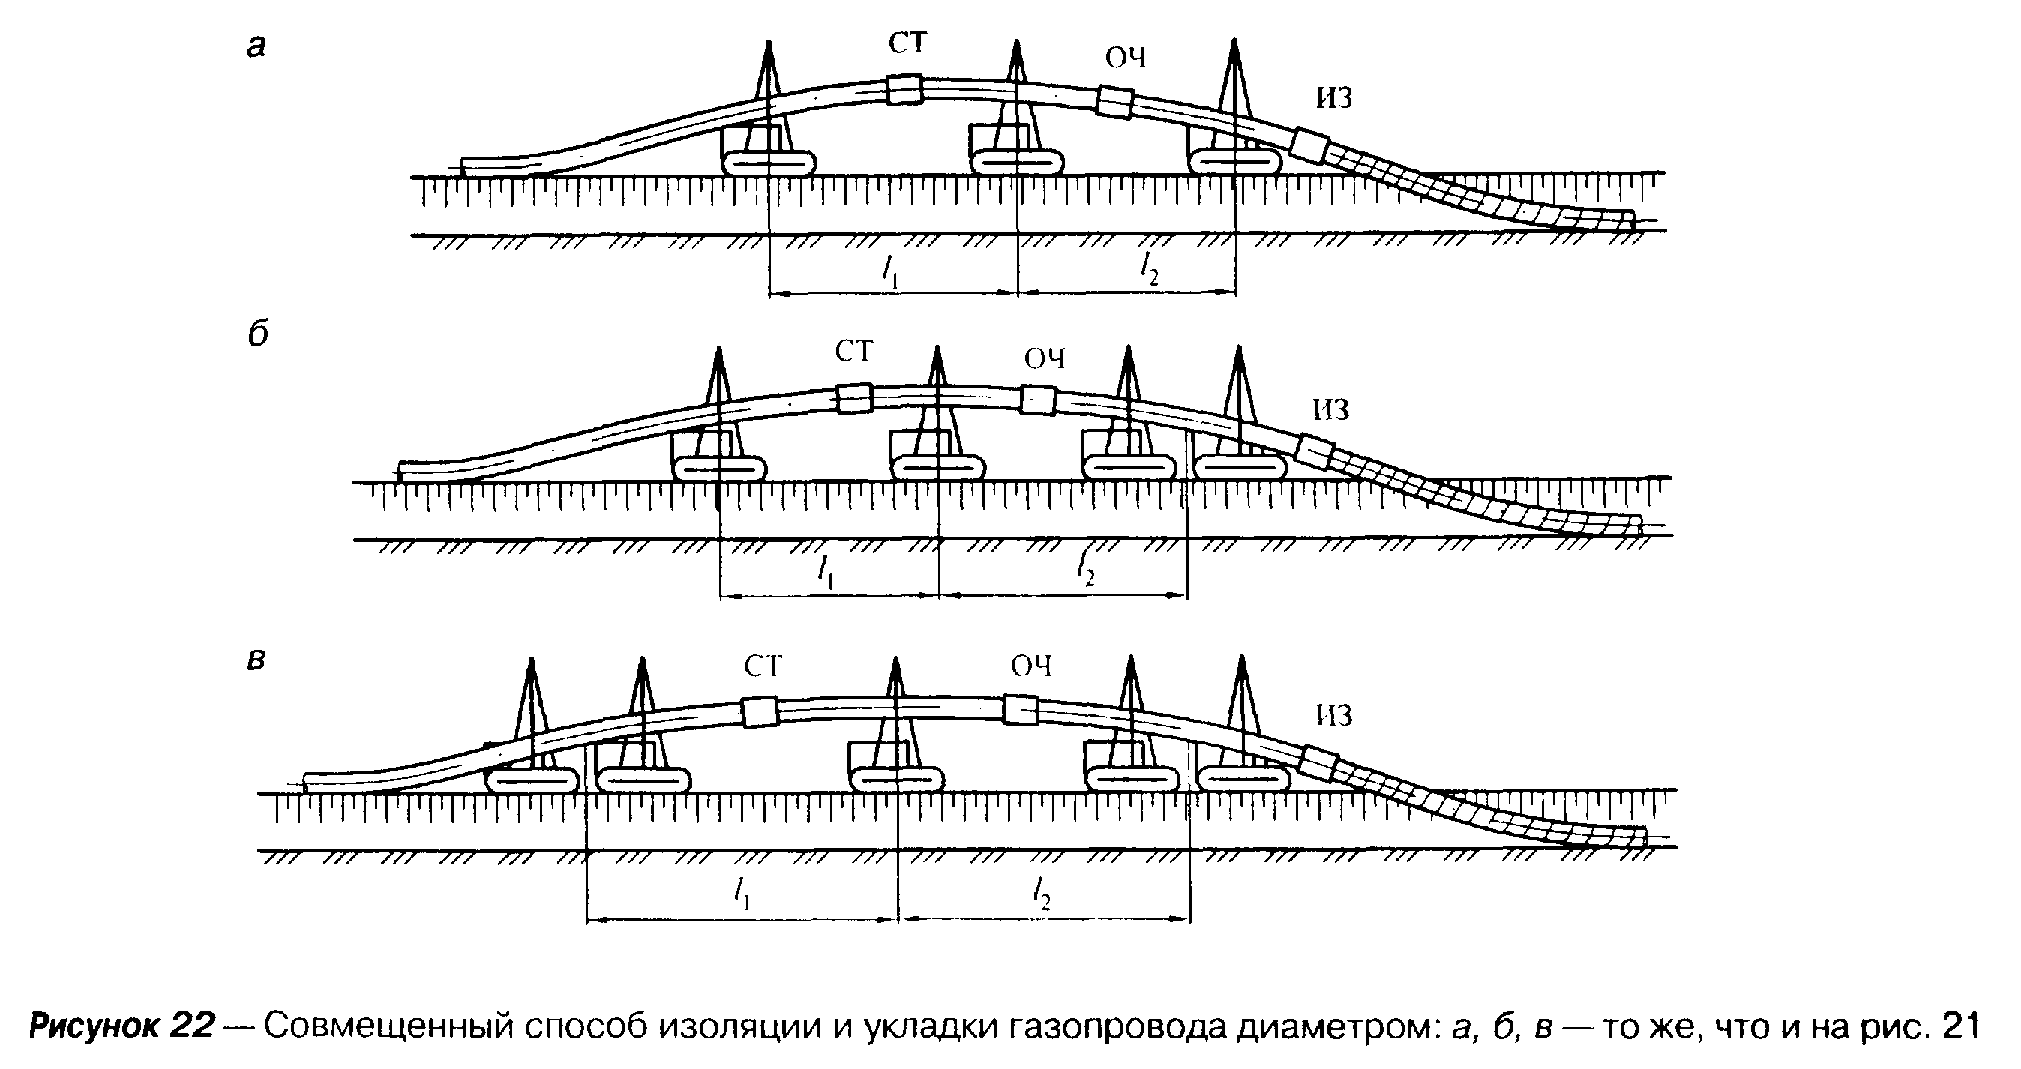 а
СТ
ОЧ
ИЗ
l1
l2
б
СТ
ОЧ
ИЗ
l1
l2
в
СТ
ОЧ
ИЗ
l1
l2
Рисунок 22 — Совмещенный способ изоляции и укладки газопровода диаметром: а, б, в — то же, что и на рис. 21